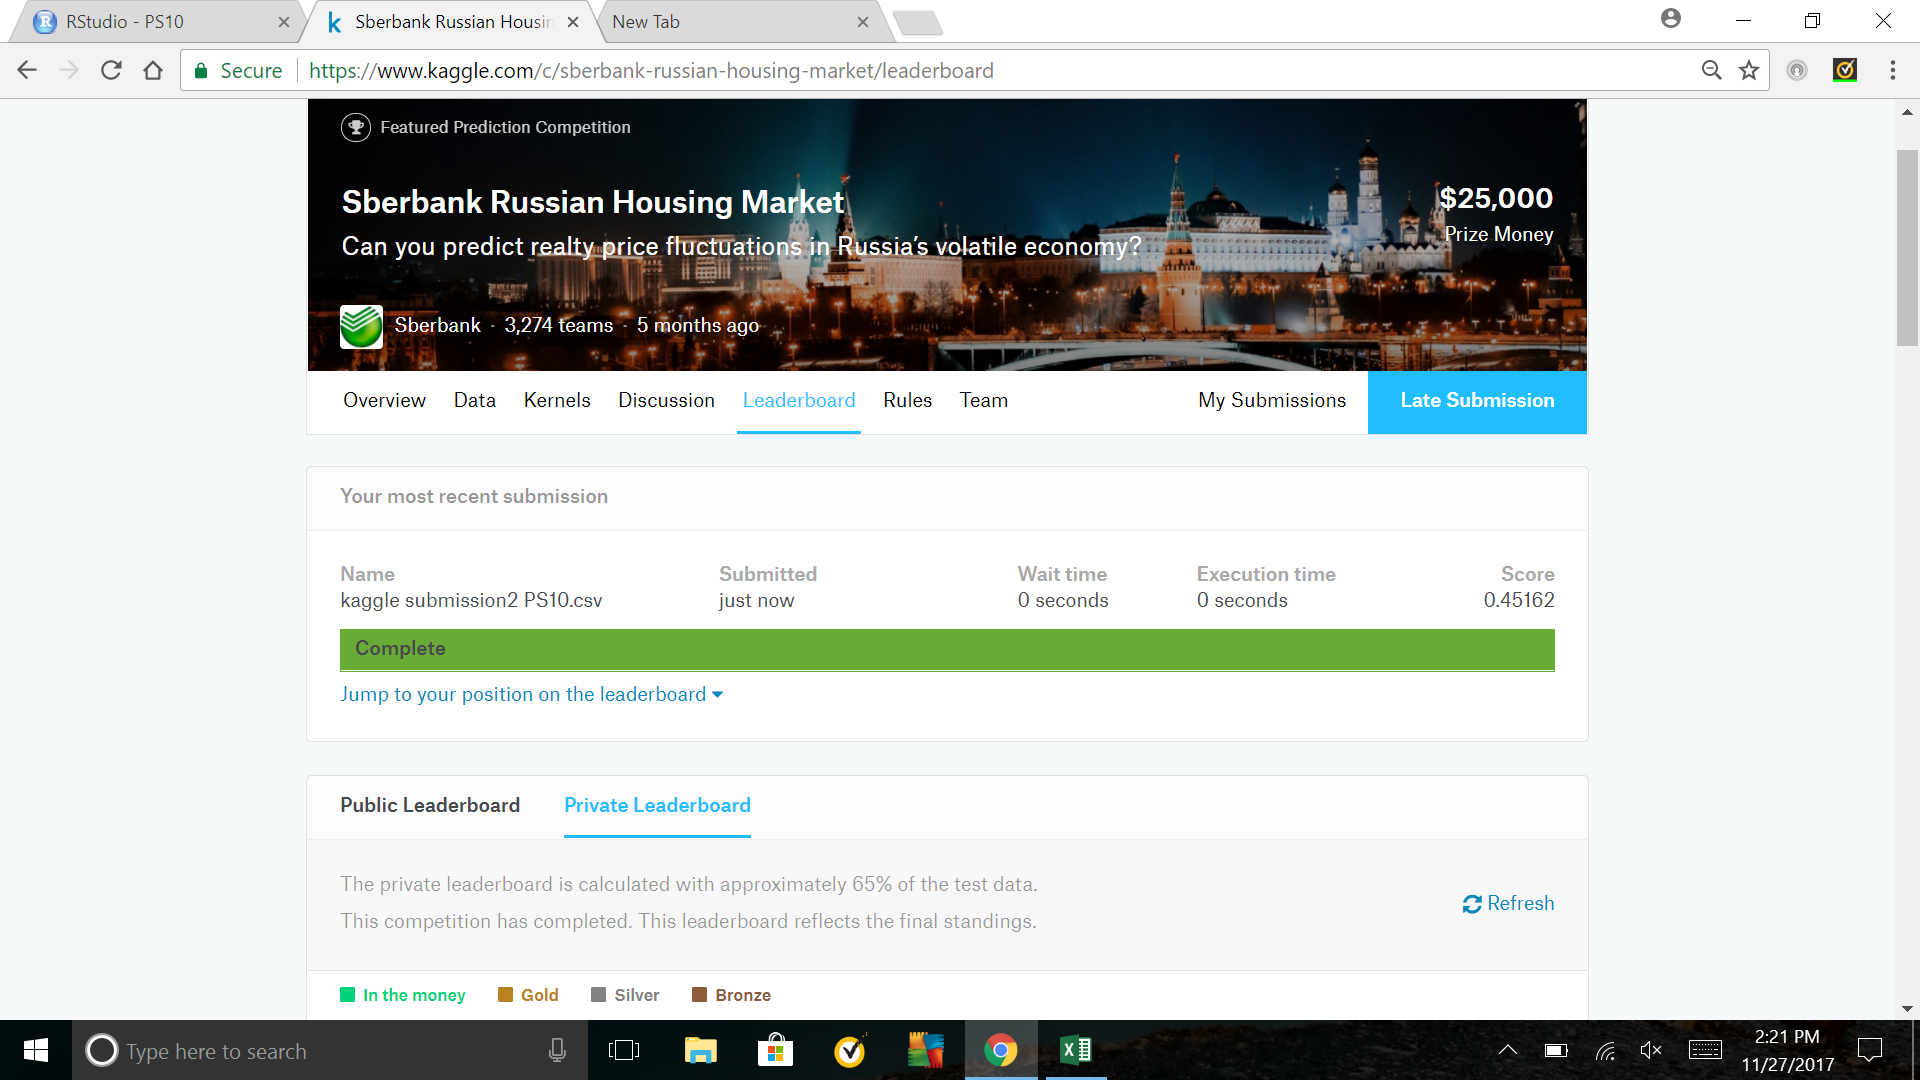 RStudio - PS10
Sberbank Russian Housin
New Tab
Secure
https://www.kaggle.com/c/sberbank-russian-housing-market/leaderboard
Featured Prediction Competition
Sberbank Russian Housing Market
$25,000
Can you predict realty price fluctuations in Russia's volatile economy?
Prize Money
Sberbank · 3,274 teams · 5 months ago
Overview Data Kernels Discussion Leaderboard Rules Team My Submissions Late Submission
Your most recent submission
Name Submitted Wait time Execution time Score
kaggle submission2 PS10.csv just now 0 seconds 0 seconds 0.45162
Complete
Jump to your position on the leaderboard
Public Leaderboard Private Leaderboard
The private leaderboard is calculated with approximately 65% of the test data.
This competition has completed. This leaderboard reflects the final standings.
Refresh
In the money Gold Silver Bronze
Type here to search
2:21 PM
11/27/2017